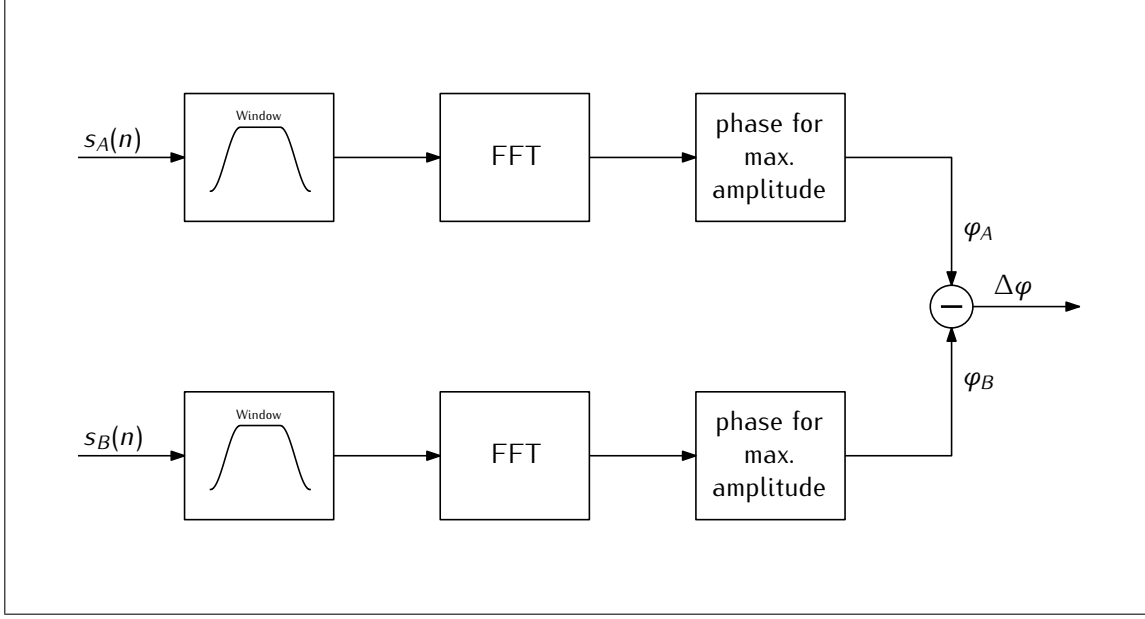 s_A(n)
Window
FFT
phase for
max.
amplitude
φ_A
Δφ
−
φ_B
s_B(n)
Window
FFT
phase for
max.
amplitude